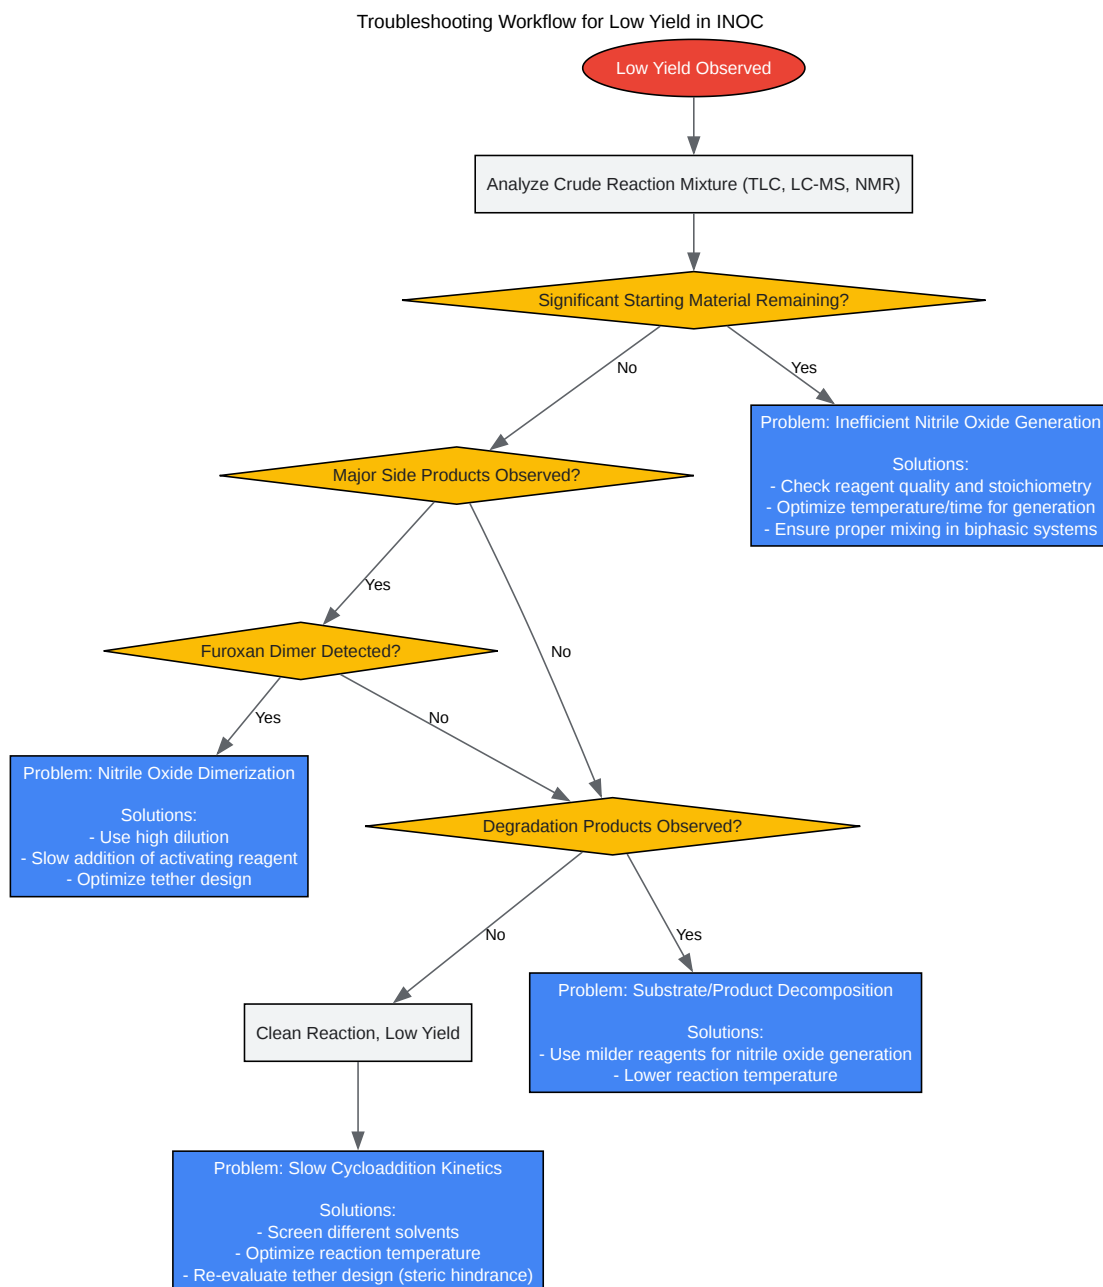 Troubleshooting Workflow for Low Yield in INOC
Low Yield Observed
Analyze Crude Reaction Mixture (TLC, LC-MS, NMR)
Significant Starting Material Remaining?
No
Yes
Problem: Inefficient Nitrile Oxide Generation
Solutions:
- Check reagent quality and stoichiometry
- Optimize temperature/time for generation
- Ensure proper mixing in biphasic systems
Major Side Products Observed?
Yes
No
Furoxan Dimer Detected?
Yes
No
Problem: Nitrile Oxide Dimerization
Solutions:
- Use high dilution
- Slow addition of activating reagent
- Optimize tether design
Degradation Products Observed?
No
Yes
Problem: Substrate/Product Decomposition
Solutions:
- Use milder reagents for nitrile oxide generation
- Lower reaction temperature
Clean Reaction, Low Yield
Problem: Slow Cycloaddition Kinetics
Solutions:
- Screen different solvents
- Optimize reaction temperature
- Re-evaluate tether design (steric hindrance)